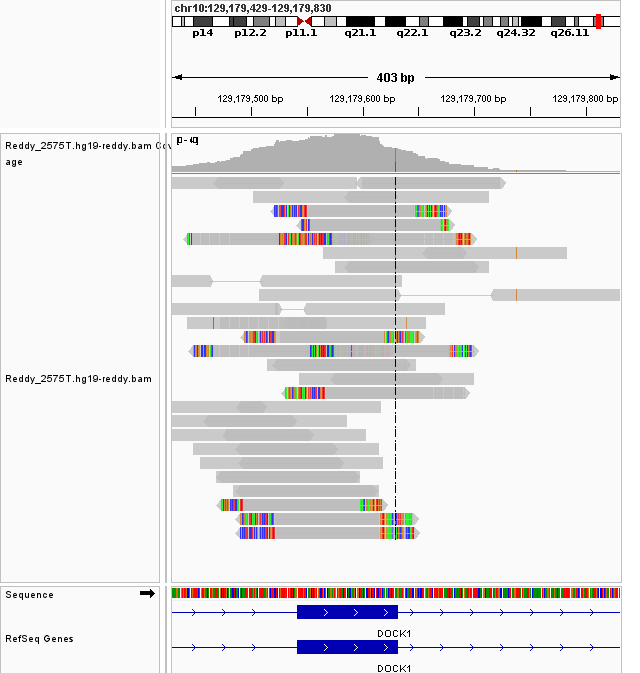 chr10:129,179,429-129,179,830
p14 p12.2 p11.1 q21.1 q22.1 q23.2 q24.32 q26.11
403 bp
129,179,500 bp 129,179,600 bp 129,179,700 bp 129,179,800 bp
Reddy_2575T.hg19-reddy.bam Cov
age
Reddy_2575T.hg19-reddy.bam
Sequence
RefSeq Genes
DOCK1
DOCK1